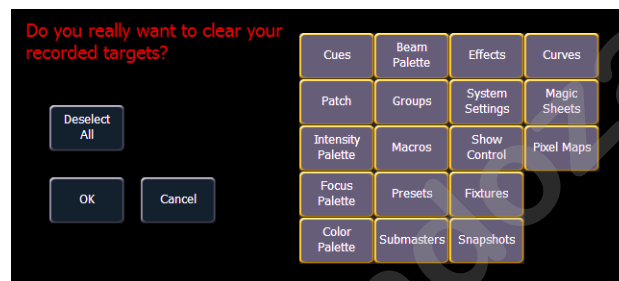 Do you really want to clear your
recorded targets?
Deselect
All
OK
Cancel
Cues
Beam
Palette
Effects
Curves
Patch
Groups
System
Settings
Magic
Sheets
Intensity
Palette
Macros
Show
Control
Pixel Maps
Focus
Palette
Presets
Fixtures
Color
Palette
Submasters
Snapshots